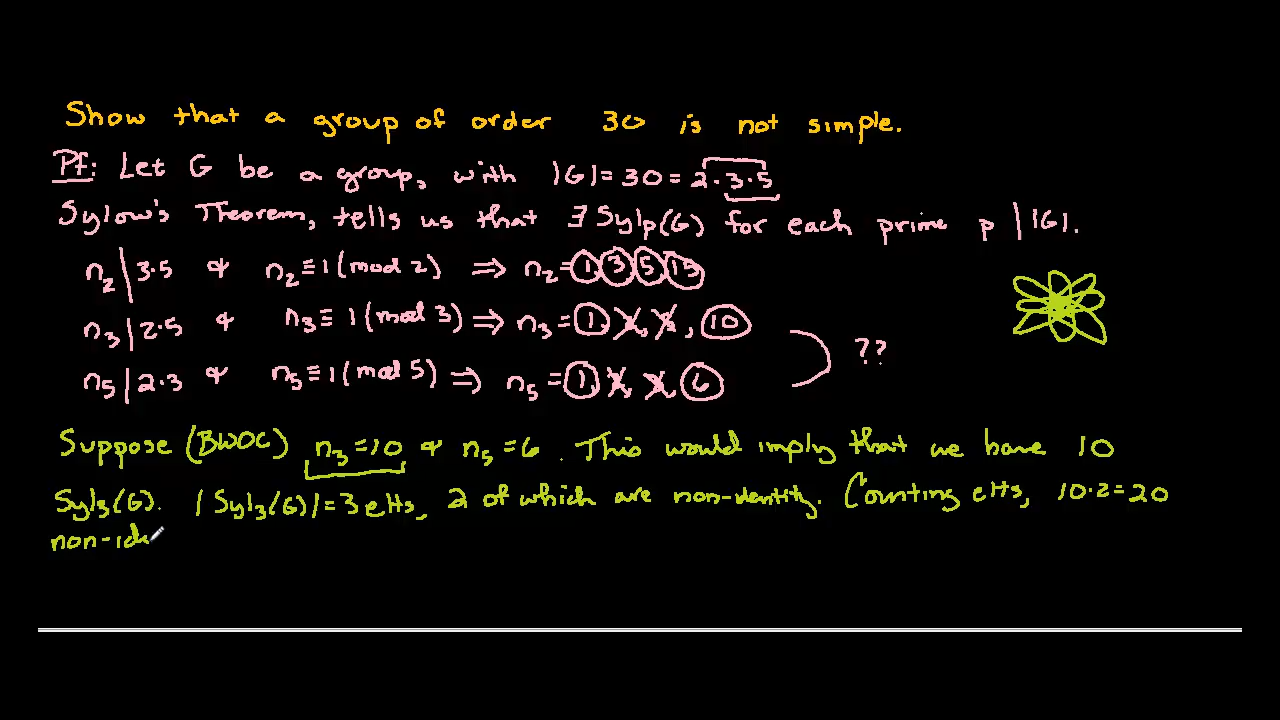 Show that a group of order 30 is not simple.
Pf: Let G be a group, with |G| = 30 = 2·3·5
Sylow's Theorem, tells us that ∃ Sylp(G) for each prime p | |G|.
n₂ | 3·5 & n₂ ≡ 1 (mod 2) ⇒ n₂ = 1, 3, 5, 15
n₃ | 2·5 & n₃ ≡ 1 (mod 3) ⇒ n₃ = 1, 2, 5, 10
n₅ | 2·3 & n₅ ≡ 1 (mod 5) ⇒ n₅ = 1, 2, 3, 6
??
Suppose (BWOC) n₃ = 10 & n₅ = 6. This would imply that we have 10
Syl₃(G). |Syl₃(G)| = 3 elts, 2 of which are non-identity. Counting elts, 10·2 = 20
non-ide